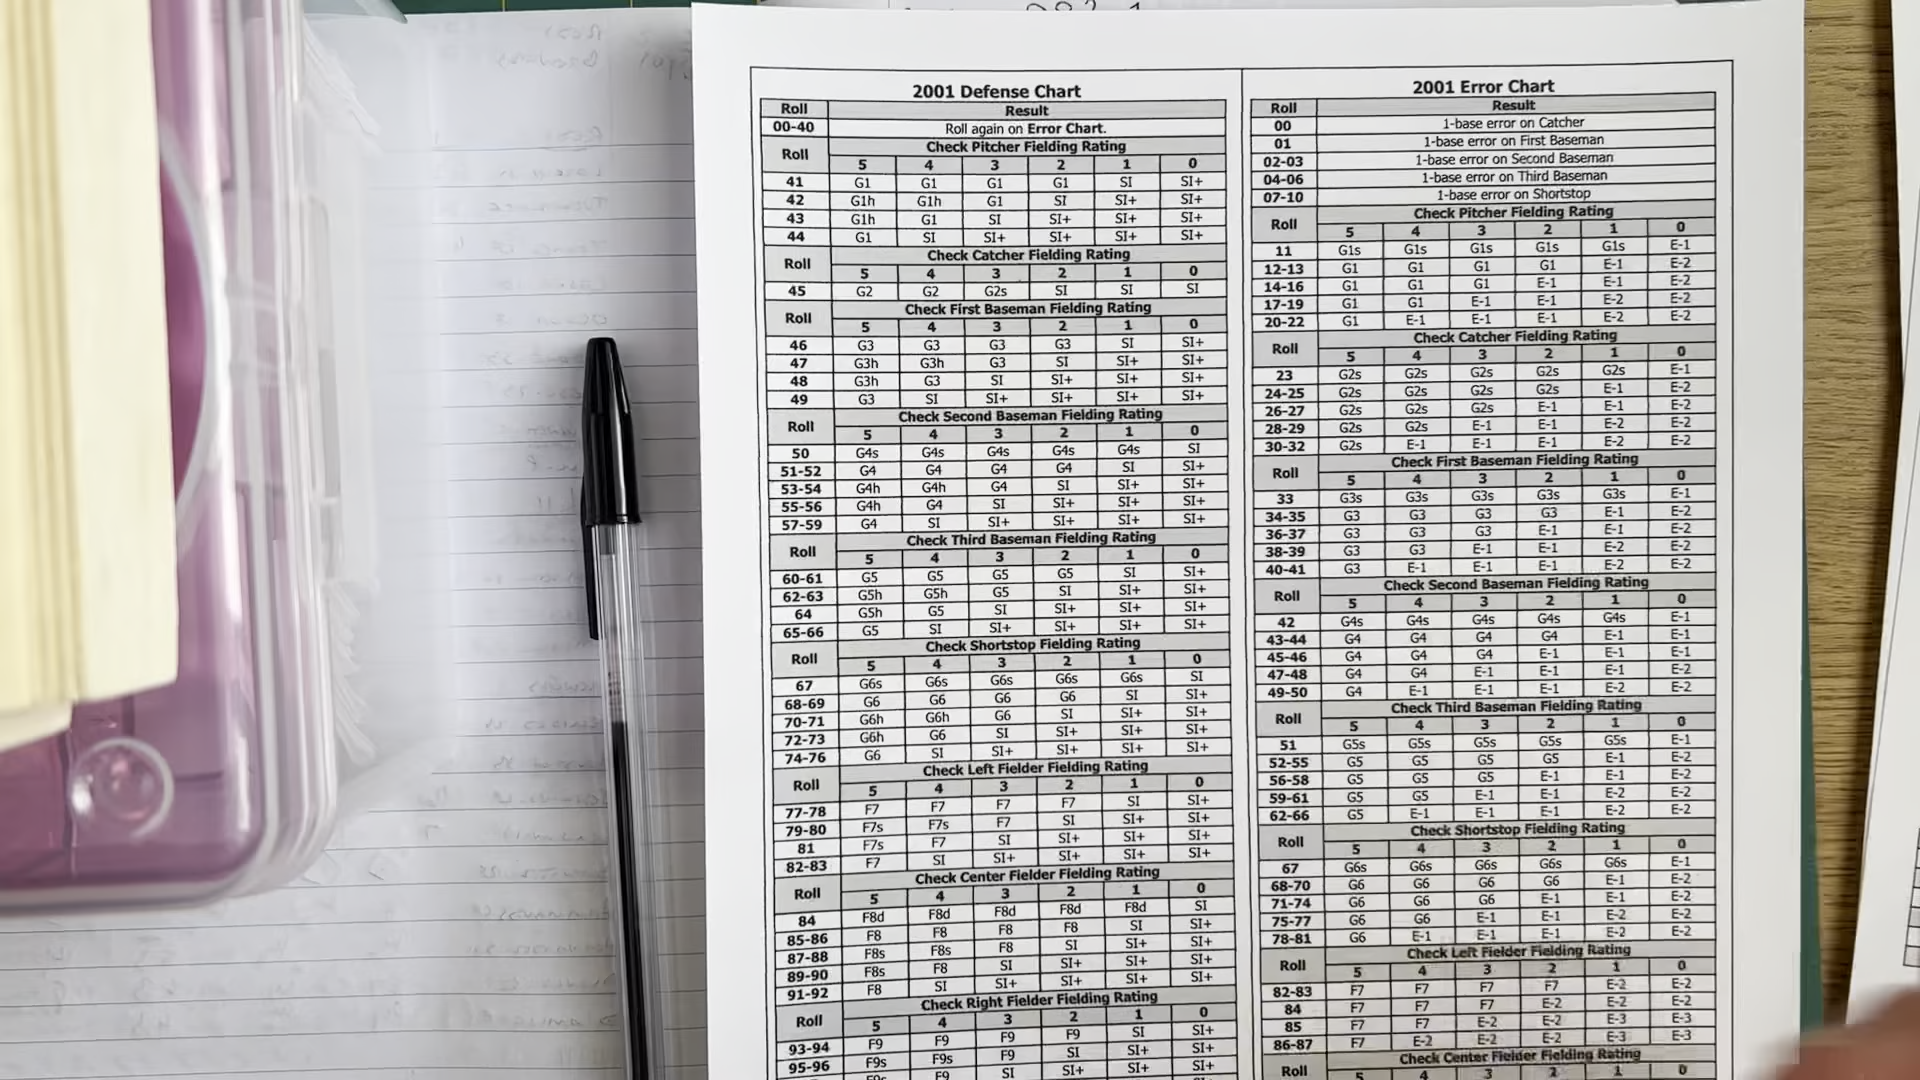 2001 Defense Chart
Roll Result
00-40 Roll again on Error Chart.
Roll Check Pitcher Fielding Rating
5 4 3 2 1 0
41 G1 G1 G1 G1 SI SI+
42 G1h G1h G1 SI SI+ SI+
43 G1h G1 SI SI+ SI+ SI+
44 G1 SI SI+ SI+ SI+ SI+
Roll Check Catcher Fielding Rating
5 4 3 2 1 0
45 G2 G2 G2s SI SI SI
Roll Check First Baseman Fielding Rating
5 4 3 2 1 0
46 G3 G3 G3 G3 SI SI+
47 G3h G3h G3 SI SI+ SI+
48 G3h G3 SI SI+ SI+ SI+
49 G3 SI SI+ SI+ SI+ SI+
Roll Check Second Baseman Fielding Rating
5 4 3 2 1 0
50 G4s G4s G4s G4s G4s SI
51-52 G4 G4 G4 G4 SI SI+
53-54 G4h G4h G4 SI SI+ SI+
55-56 G4h G4 SI SI+ SI+ SI+
57-59 G4 SI SI+ SI+ SI+ SI+
Roll Check Third Baseman Fielding Rating
5 4 3 2 1 0
60-61 G5 G5 G5 G5 SI SI+
62-63 G5h G5h G5 SI SI+ SI+
64 G5h G5 SI SI+ SI+ SI+
65-66 G5 SI SI+ SI+ SI+ SI+
Roll Check Shortstop Fielding Rating
5 4 3 2 1 0
67 G6s G6s G6s G6s G6s SI
68-69 G6 G6 G6 G6 SI SI+
70-71 G6h G6h G6 SI SI+ SI+
72-73 G6h G6 SI SI+ SI+ SI+
74-76 G6 SI SI+ SI+ SI+ SI+
Roll Check Left Fielder Fielding Rating
5 4 3 2 1 0
77-78 F7 F7 F7 F7 SI SI+
79-80 F7s F7s F7 SI SI+ SI+
81 F7s F7 SI SI+ SI+ SI+
82-83 F7 SI SI+ SI+ SI+ SI+
Roll Check Center Fielder Fielding Rating
5 4 3 2 1 0
84 F8d F8d F8d F8d F8d SI
85-86 F8 F8 F8 F8 SI SI+
87-88 F8s F8s F8 SI SI+ SI+
89-90 F8s F8 SI SI+ SI+ SI+
91-92 F8 SI SI+ SI+ SI+ SI+
Roll Check Right Fielder Fielding Rating
5 4 3 2 1 0
93-94 F9 F9 F9 F9 SI SI+
95-96 F9s F9s F9 SI SI+ SI+
F9 SI SI+ SI+ SI+
2001 Error Chart
Roll Result
00 1-base error on Catcher
01 1-base error on First Baseman
02-03 1-base error on Second Baseman
04-06 1-base error on Third Baseman
07-10 1-base error on Shortstop
Roll Check Pitcher Fielding Rating
5 4 3 2 1 0
11 G1s G1s G1s G1s G1s E-1
12-13 G1 G1 G1 G1 E-1 E-2
14-16 G1 G1 G1 E-1 E-1 E-2
17-19 G1 G1 E-1 E-1 E-2 E-2
20-22 G1 E-1 E-1 E-1 E-2 E-2
Roll Check Catcher Fielding Rating
5 4 3 2 1 0
23 G2s G2s G2s G2s G2s E-1
24-25 G2s G2s G2s G2s E-1 E-2
26-27 G2s G2s G2s E-1 E-1 E-2
28-29 G2s G2s E-1 E-1 E-2 E-2
30-32 G2s E-1 E-1 E-1 E-2 E-2
Roll Check First Baseman Fielding Rating
5 4 3 2 1 0
33 G3s G3s G3s G3s G3s E-1
34-35 G3 G3 G3 G3 E-1 E-2
36-37 G3 G3 G3 E-1 E-1 E-2
38-39 G3 G3 E-1 E-1 E-2 E-2
40-41 G3 E-1 E-1 E-1 E-2 E-2
Roll Check Second Baseman Fielding Rating
5 4 3 2 1 0
42 G4s G4s G4s G4s G4s E-1
43-44 G4 G4 G4 G4 E-1 E-1
45-46 G4 G4 G4 E-1 E-1 E-1
47-48 G4 G4 E-1 E-1 E-1 E-2
49-50 G4 E-1 E-1 E-1 E-2 E-2
Roll Check Third Baseman Fielding Rating
5 4 3 2 1 0
51 G5s G5s G5s G5s G5s E-1
52-55 G5 G5 G5 G5 E-1 E-2
56-58 G5 G5 G5 E-1 E-1 E-2
59-61 G5 G5 E-1 E-1 E-2 E-2
62-66 G5 E-1 E-1 E-1 E-2 E-2
Roll Check Shortstop Fielding Rating
5 4 3 2 1 0
67 G6s G6s G6s G6s G6s E-1
68-70 G6 G6 G6 G6 E-1 E-2
71-74 G6 G6 G6 E-1 E-1 E-2
75-77 G6 G6 E-1 E-1 E-2 E-2
78-81 G6 E-1 E-1 E-1 E-2 E-2
Roll Check Left Fielder Fielding Rating
5 4 3 2 1 0
82-83 F7 F7 F7 F7 E-2 E-2
84 F7 F7 F7 E-2 E-2 E-2
85 F7 F7 E-2 E-2 E-3 E-3
86-87 F7 E-2 E-2 E-2 E-3 E-3
Roll Check Center Fielder Fielding Rating
5 4 3 2 1 0